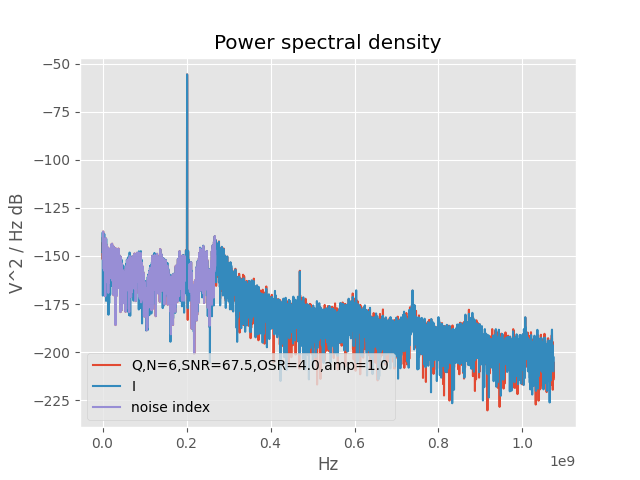 Power spectral density
V^2 / Hz dB
−50
−75
−100
−125
−150
−175
−200
−225
Q,N=6,SNR=67.5,OSR=4.0,amp=1.0
I
noise index
0.0 0.2 0.4 0.6 0.8 1.0
1e9
Hz